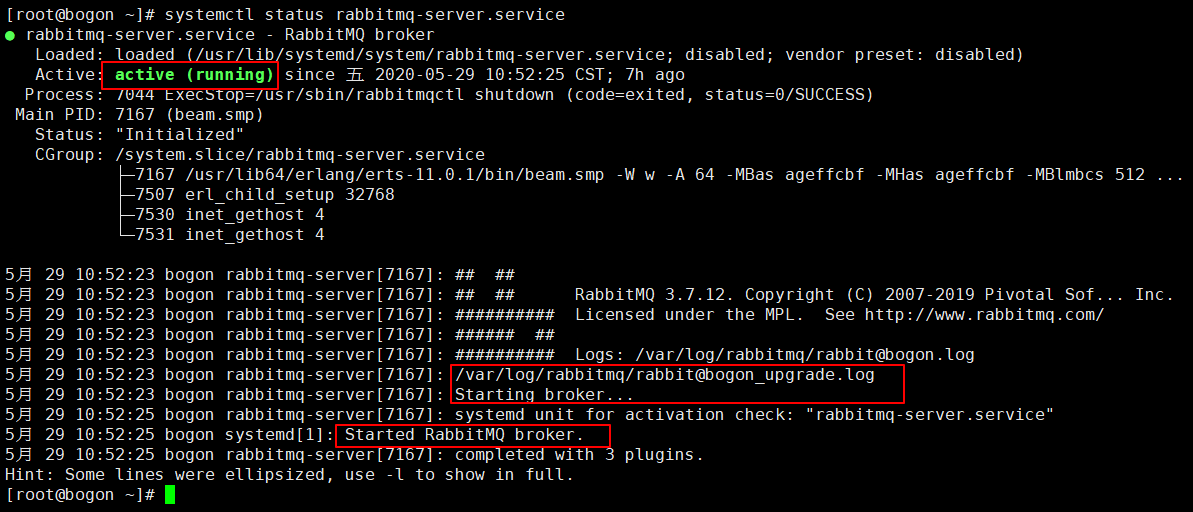 [root@bogon ~]# systemctl status rabbitmq-server.service
● rabbitmq-server.service - RabbitMQ broker
   Loaded: loaded (/usr/lib/systemd/system/rabbitmq-server.service; disabled; vendor preset: disabled)
   Active: active (running) since 五 2020-05-29 10:52:25 CST; 7h ago
  Process: 7044 ExecStop=/usr/sbin/rabbitmqctl shutdown (code=exited, status=0/SUCCESS)
 Main PID: 7167 (beam.smp)
   Status: "Initialized"
   CGroup: /system.slice/rabbitmq-server.service
           ├─7167 /usr/lib64/erlang/erts-11.0.1/bin/beam.smp -W w -A 64 -MBas ageffcbf -MHas ageffcbf -MBlmbcs 512 ...
           ├─7507 erl_child_setup 32768
           ├─7530 inet_gethost 4
           └─7531 inet_gethost 4
5月 29 10:52:23 bogon rabbitmq-server[7167]: ##  ##
5月 29 10:52:23 bogon rabbitmq-server[7167]: ##  ##      RabbitMQ 3.7.12. Copyright (C) 2007-2019 Pivotal Sof... Inc.
5月 29 10:52:23 bogon rabbitmq-server[7167]: ##########  Licensed under the MPL.  See http://www.rabbitmq.com/
5月 29 10:52:23 bogon rabbitmq-server[7167]: ######  ##
5月 29 10:52:23 bogon rabbitmq-server[7167]: ##########  Logs: /var/log/rabbitmq/rabbit@bogon.log
5月 29 10:52:23 bogon rabbitmq-server[7167]: /var/log/rabbitmq/rabbit@bogon_upgrade.log
5月 29 10:52:23 bogon rabbitmq-server[7167]: Starting broker...
5月 29 10:52:25 bogon rabbitmq-server[7167]: systemd unit for activation check: "rabbitmq-server.service"
5月 29 10:52:25 bogon systemd[1]: Started RabbitMQ broker.
5月 29 10:52:25 bogon rabbitmq-server[7167]: completed with 3 plugins.
Hint: Some lines were ellipsized, use -l to show in full.
[root@bogon ~]#